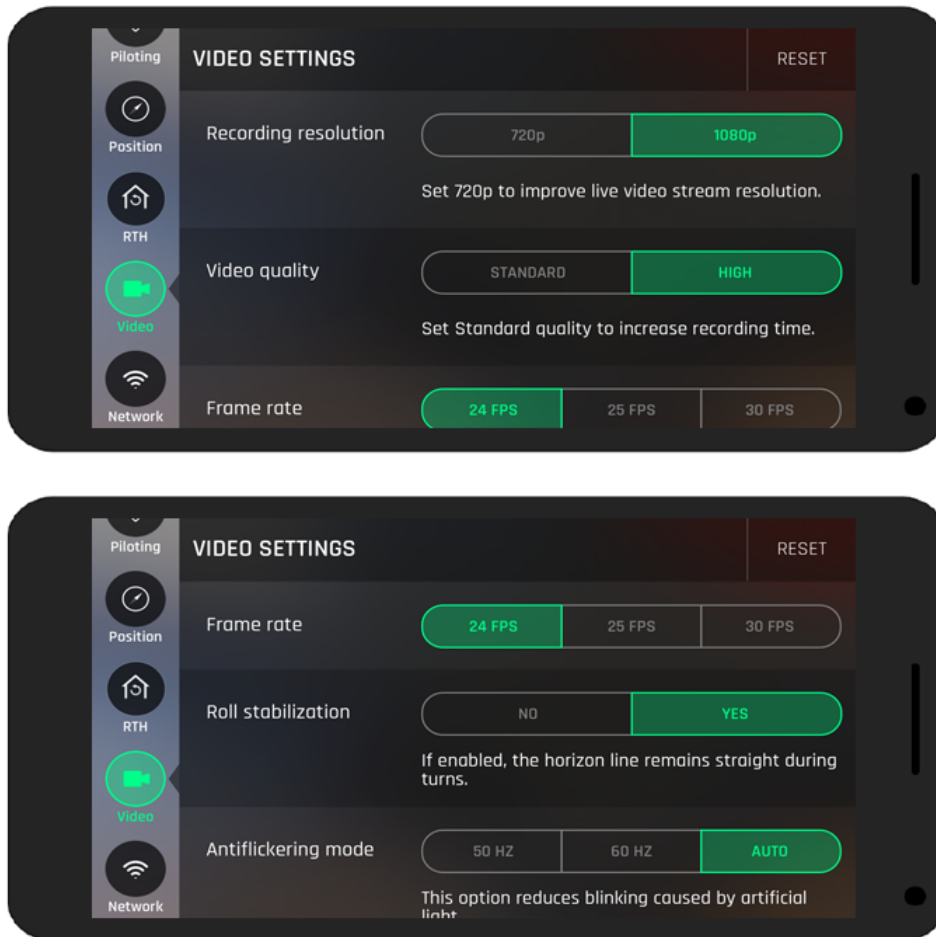 Piloting
VIDEO SETTINGS
RESET
Position
Recording resolution
720p
1080p
Set 720p to improve live video stream resolution.
RTH
Video quality
STANDARD
HIGH
Video
Set Standard quality to increase recording time.
Network
Frame rate
24 FPS
25 FPS
30 FPS
Piloting
VIDEO SETTINGS
RESET
Position
Frame rate
24 FPS
25 FPS
30 FPS
RTH
Roll stabilization
NO
YES
If enabled, the horizon line remains straight during
turns.
Video
Antiflickering mode
50 HZ
60 HZ
AUTO
Network
This option reduces blinking caused by artificial
light